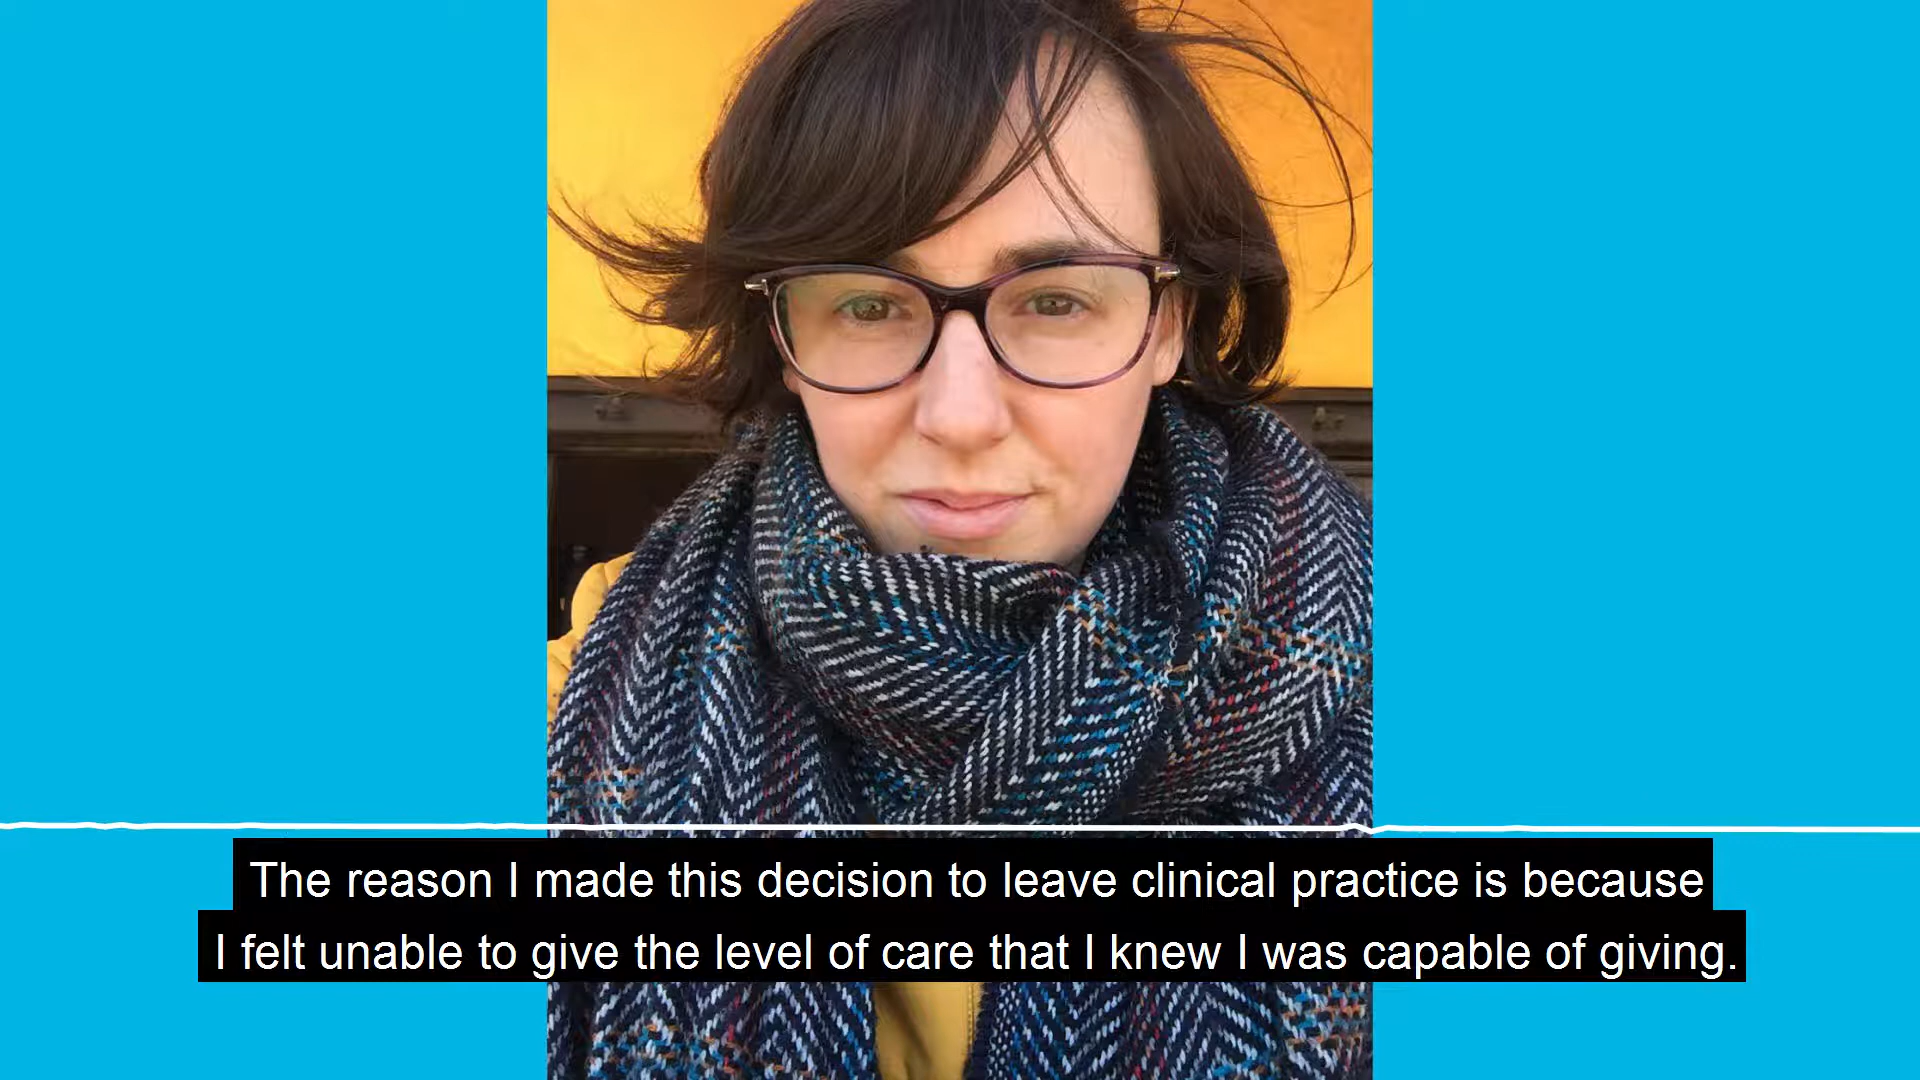 The reason I made this decision to leave clinical practice is because
I felt unable to give the level of care that I knew I was capable of giving.